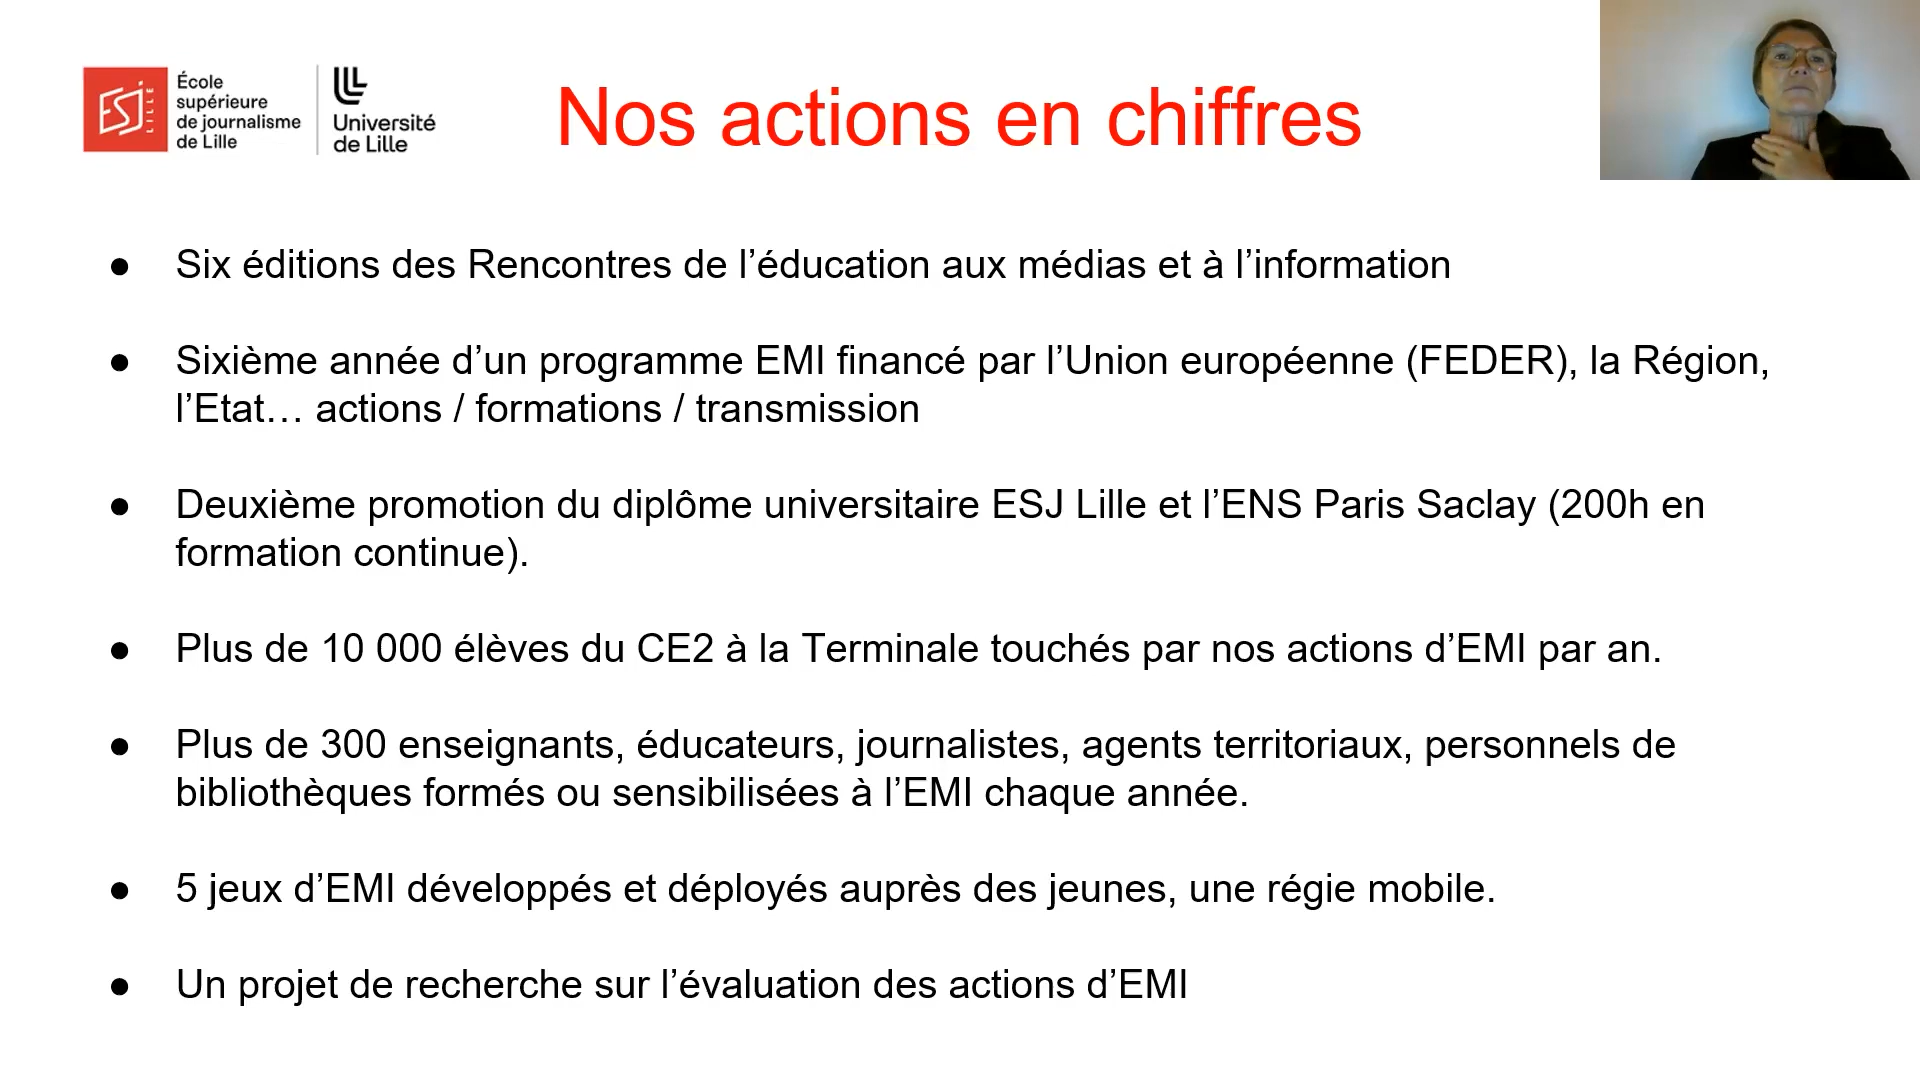 ESJ LILLE
École
supérieure
de journalisme
de Lille
Université
de Lille
Nos actions en chiffres
● Six éditions des Rencontres de l’éducation aux médias et à l’information
● Sixième année d’un programme EMI financé par l’Union européenne (FEDER), la Région,
l’Etat… actions / formations / transmission
● Deuxième promotion du diplôme universitaire ESJ Lille et l’ENS Paris Saclay (200h en
formation continue).
● Plus de 10 000 élèves du CE2 à la Terminale touchés par nos actions d’EMI par an.
● Plus de 300 enseignants, éducateurs, journalistes, agents territoriaux, personnels de
bibliothèques formés ou sensibilisées à l’EMI chaque année.
● 5 jeux d’EMI développés et déployés auprès des jeunes, une régie mobile.
● Un projet de recherche sur l’évaluation des actions d’EMI